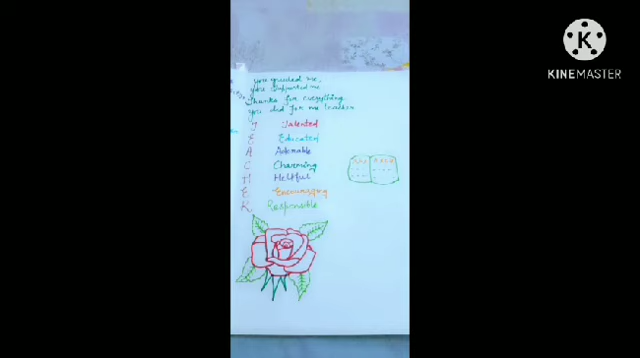 you guided me,
you supported me
Thanks for everything
you did for me teacher
T Talented
E Educated
A Adorable
C Charming
H Helpful
E Encouraging
R Responsible
KINEMASTER